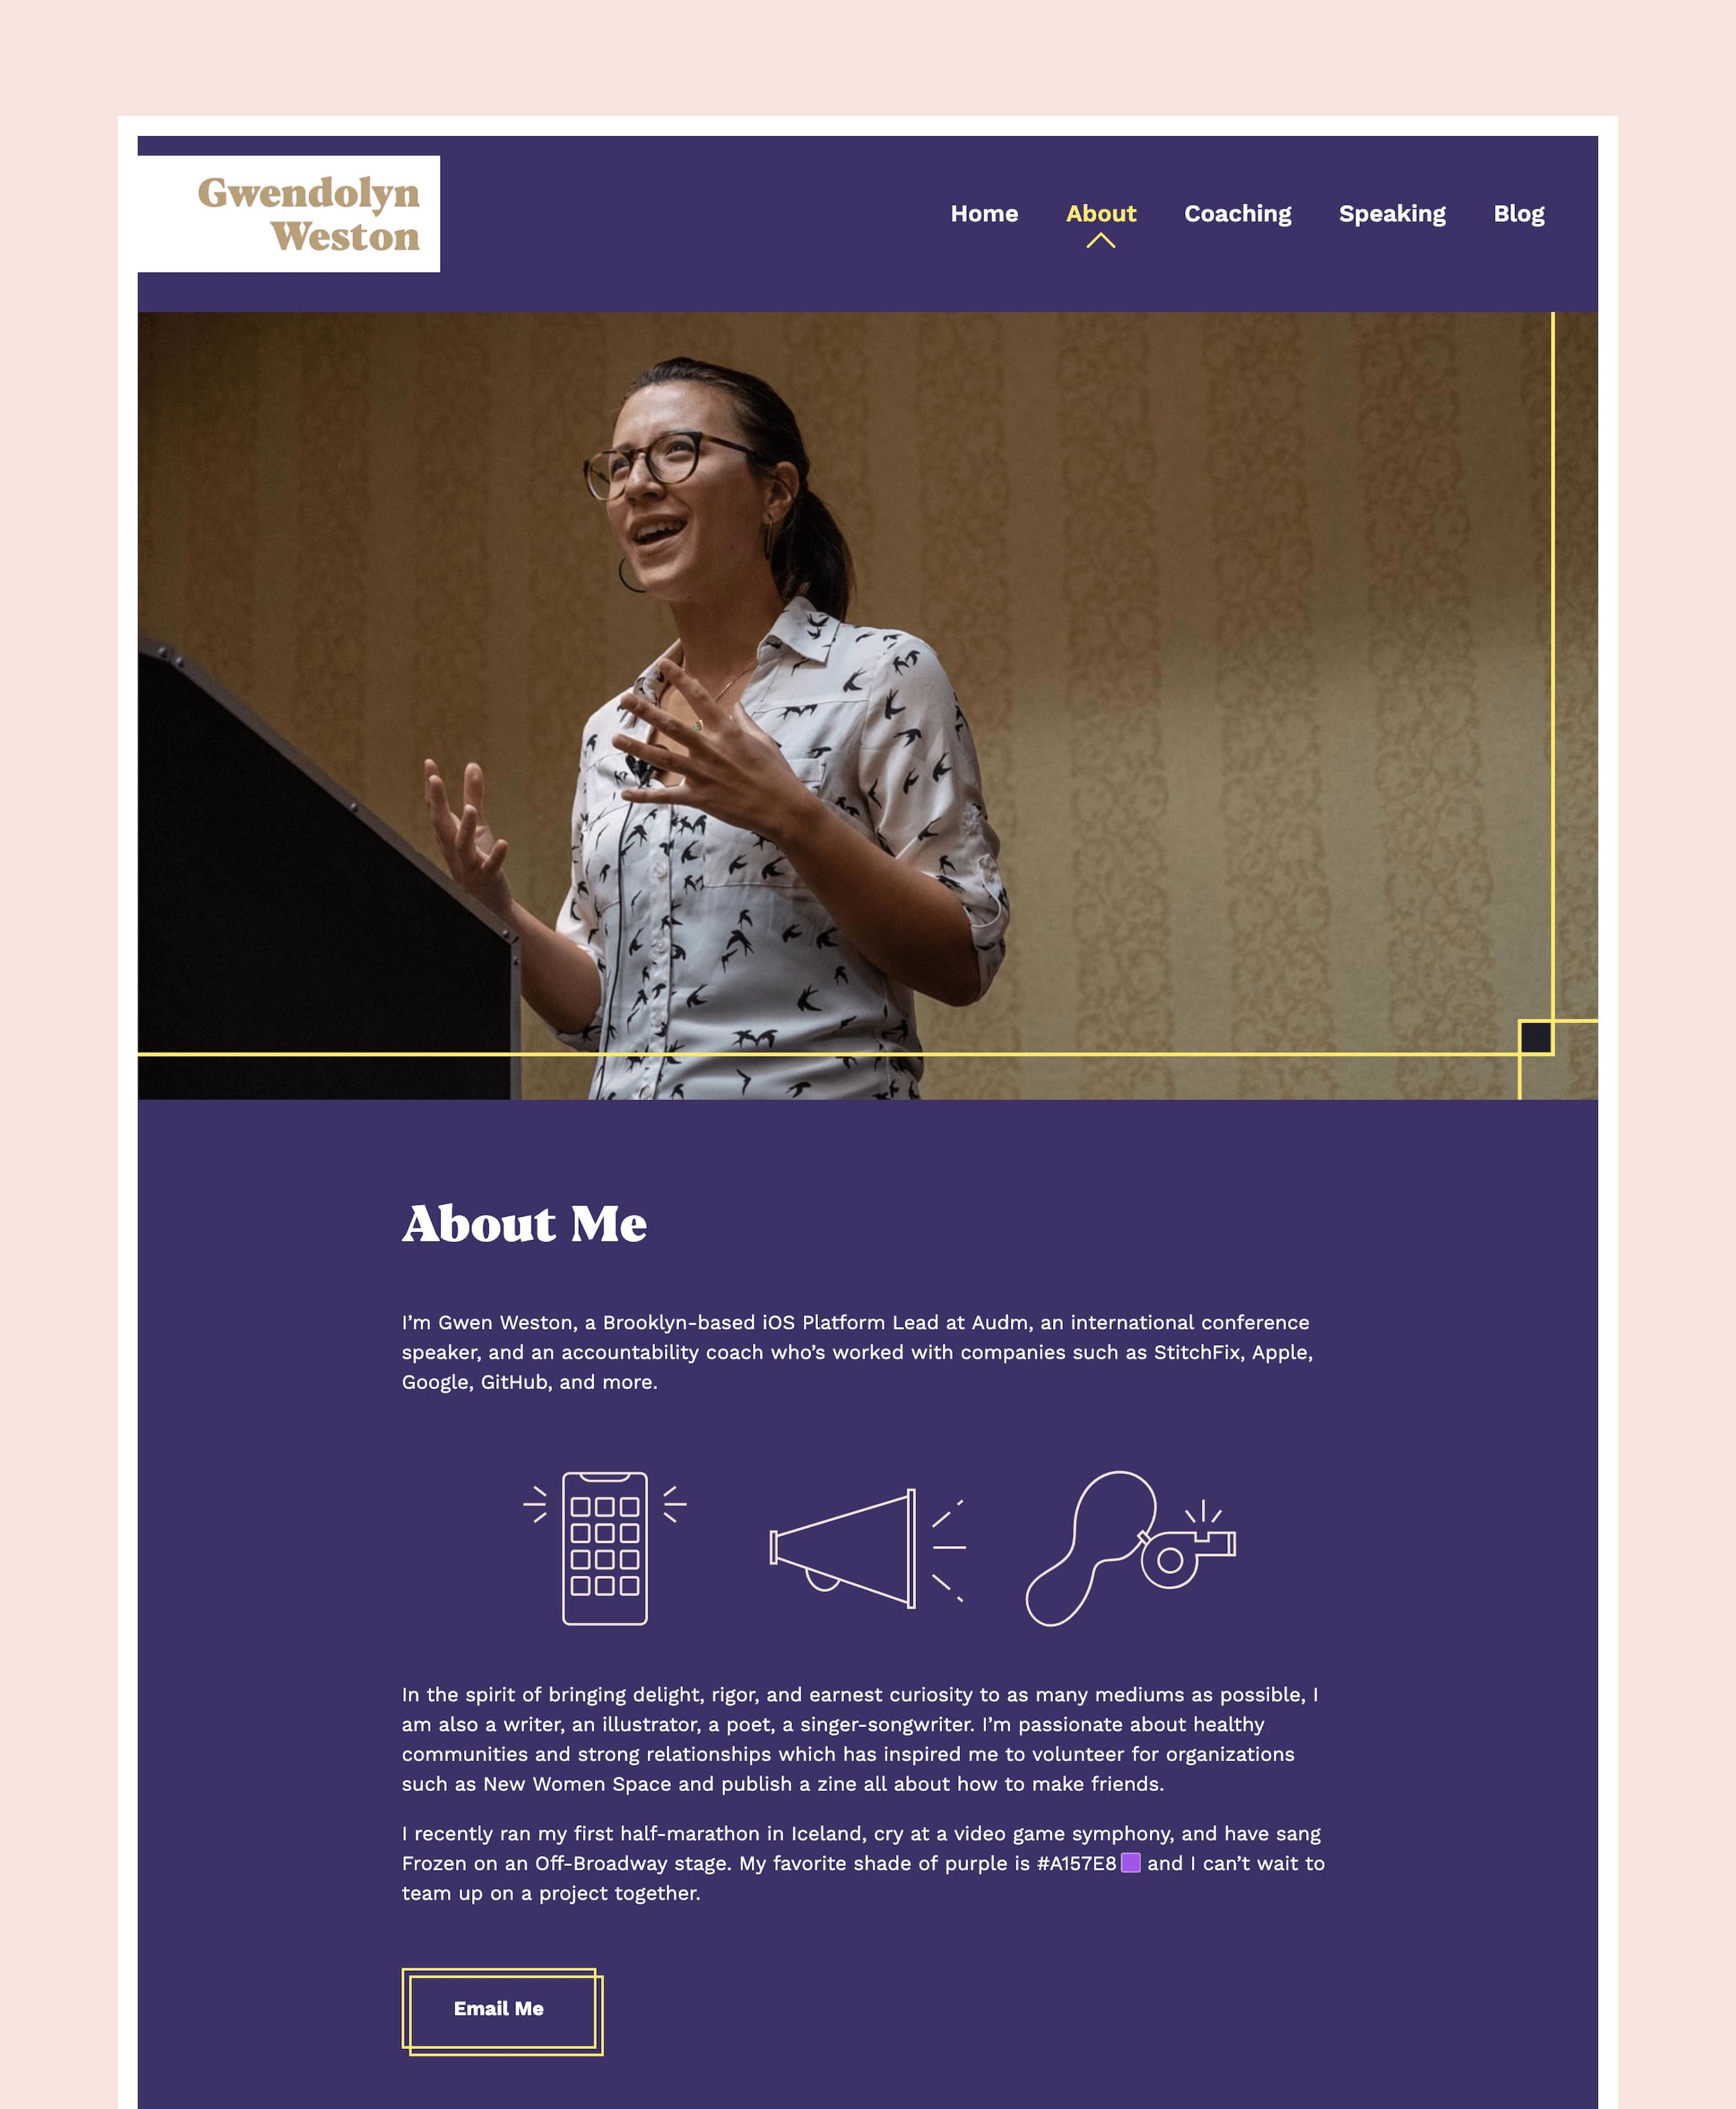 Gwendolyn
Weston
Home About Coaching Speaking Blog
About Me
I’m Gwen Weston, a Brooklyn-based iOS Platform Lead at Audm, an international conference
speaker, and an accountability coach who’s worked with companies such as StitchFix, Apple,
Google, GitHub, and more.
In the spirit of bringing delight, rigor, and earnest curiosity to as many mediums as possible, I
am also a writer, an illustrator, a poet, a singer-songwriter. I’m passionate about healthy
communities and strong relationships which has inspired me to volunteer for organizations
such as New Women Space and publish a zine all about how to make friends.
I recently ran my first half-marathon in Iceland, cry at a video game symphony, and have sang
Frozen on an Off-Broadway stage. My favorite shade of purple is #A157E8 and I can’t wait to
team up on a project together.
Email Me